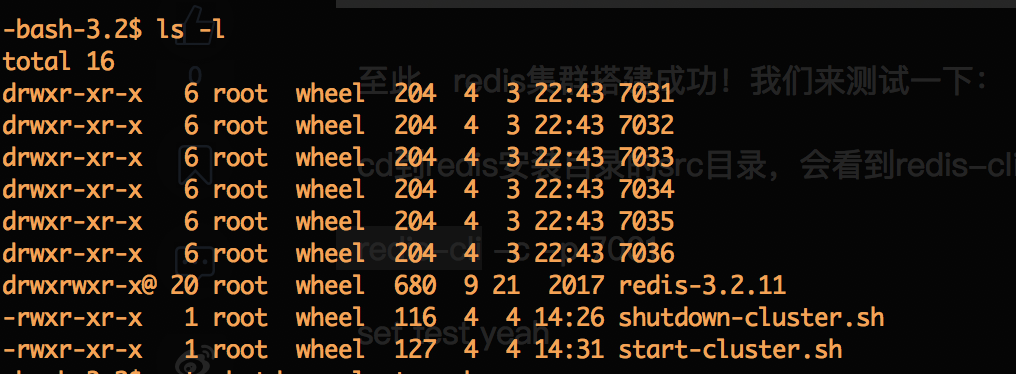 -bash-3.2$ ls -l
total 16
drwxr-xr-x   6 root  wheel  204  4  3 22:43 7031
至此，redis集群搭建成功！我们来测试一下：
drwxr-xr-x   6 root  wheel  204  4  3 22:43 7032
drwxr-xr-x   6 root  wheel  204  4  3 22:43 7033
cd到redis安装目录的src目录，会看到redis-cli
drwxr-xr-x   6 root  wheel  204  4  3 22:43 7034
drwxr-xr-x   6 root  wheel  204  4  3 22:43 7035
drwxr-xr-x   6 root  wheel  204  4  3 22:43 7036
redis-cli -c -p 7031
drwxrwxr-x@ 20 root  wheel  680  9 21  2017 redis-3.2.11
-rwxr-xr-x   1 root  wheel  116  4  4 14:26 shutdown-cluster.sh
set test yeah
-rwxr-xr-x   1 root  wheel  127  4  4 14:31 start-cluster.sh